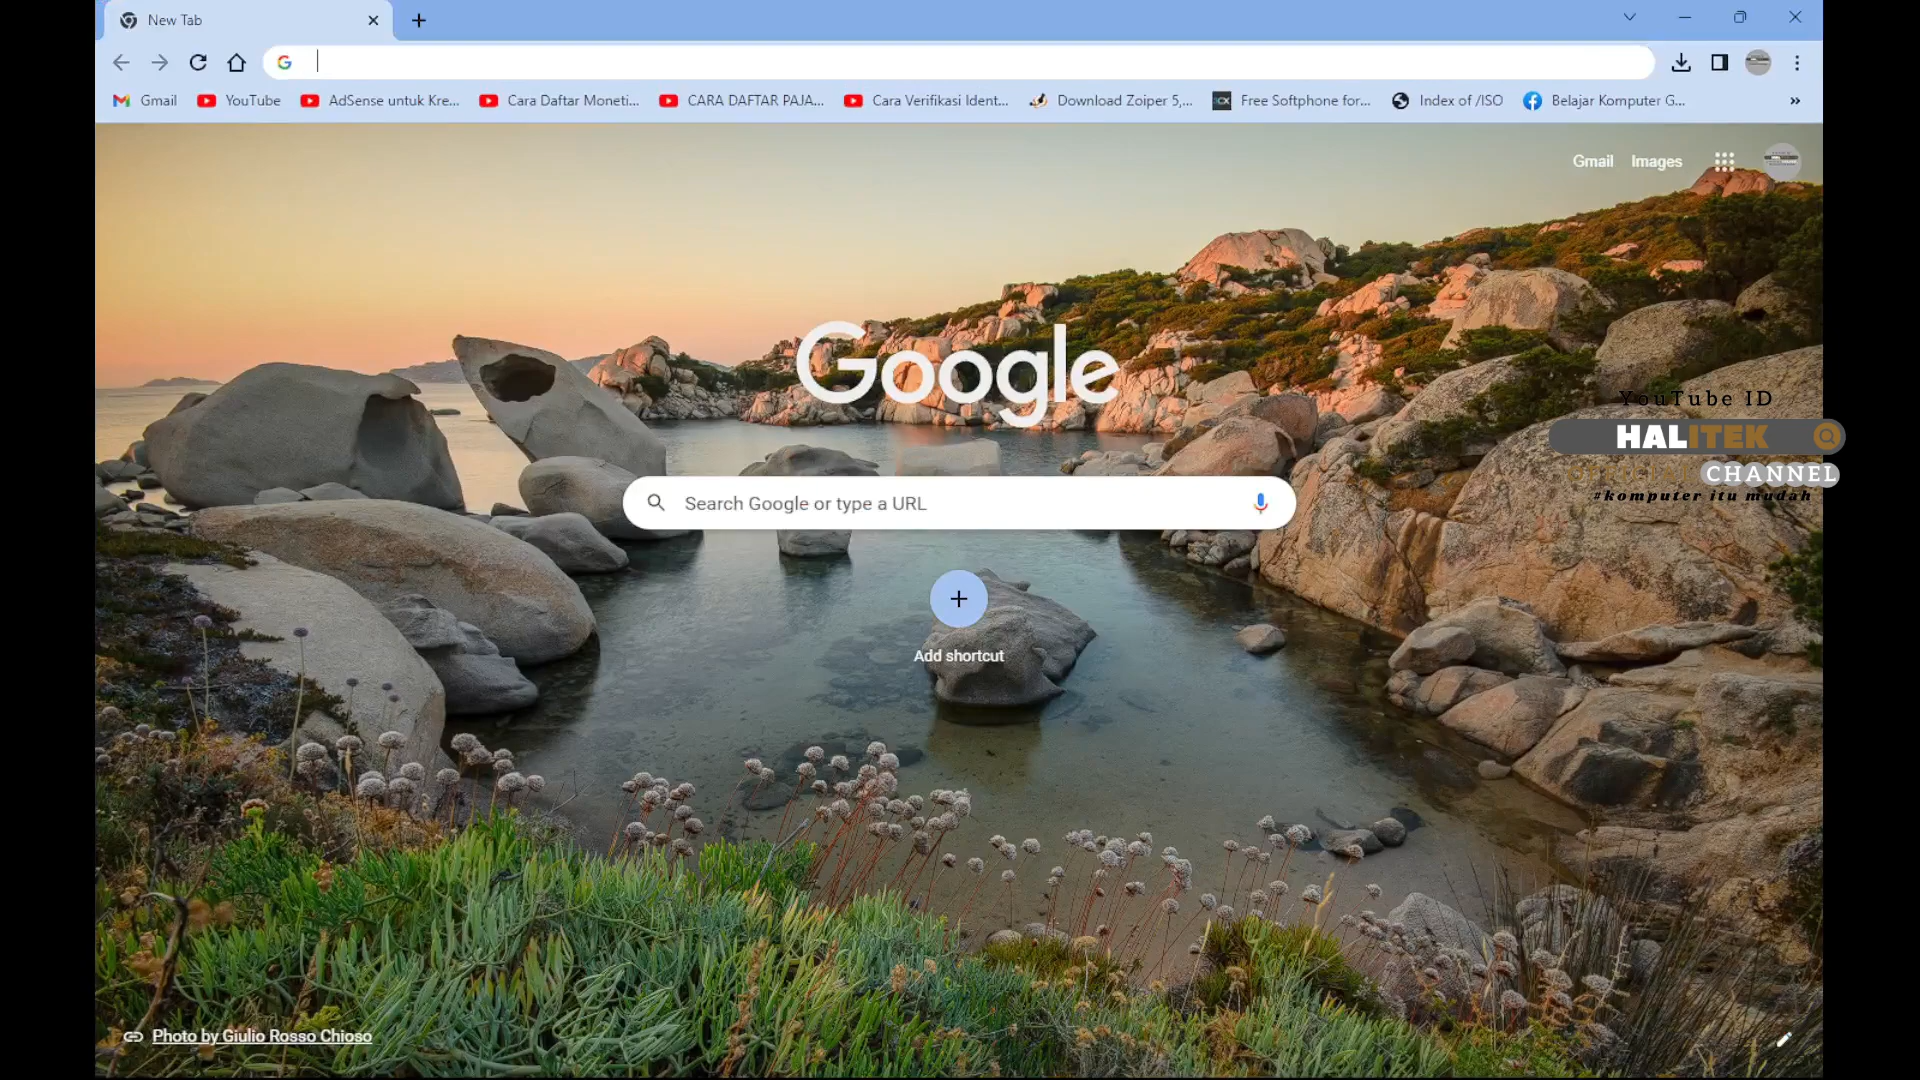 New Tab
Gmail YouTube AdSense untuk Kre... Cara Daftar Moneti... CARA DAFTAR PAJA... Cara Verifikasi Ident... Download Zoiper 5,... Free Softphone for... Index of /ISO Belajar Komputer G... »
Gmail Images
Google
YouTube ID
HALITEK
OFFICIAL CHANNEL
#komputer itu mudah
Search Google or type a URL
Add shortcut
Photo by Giulio Rosso Chioso